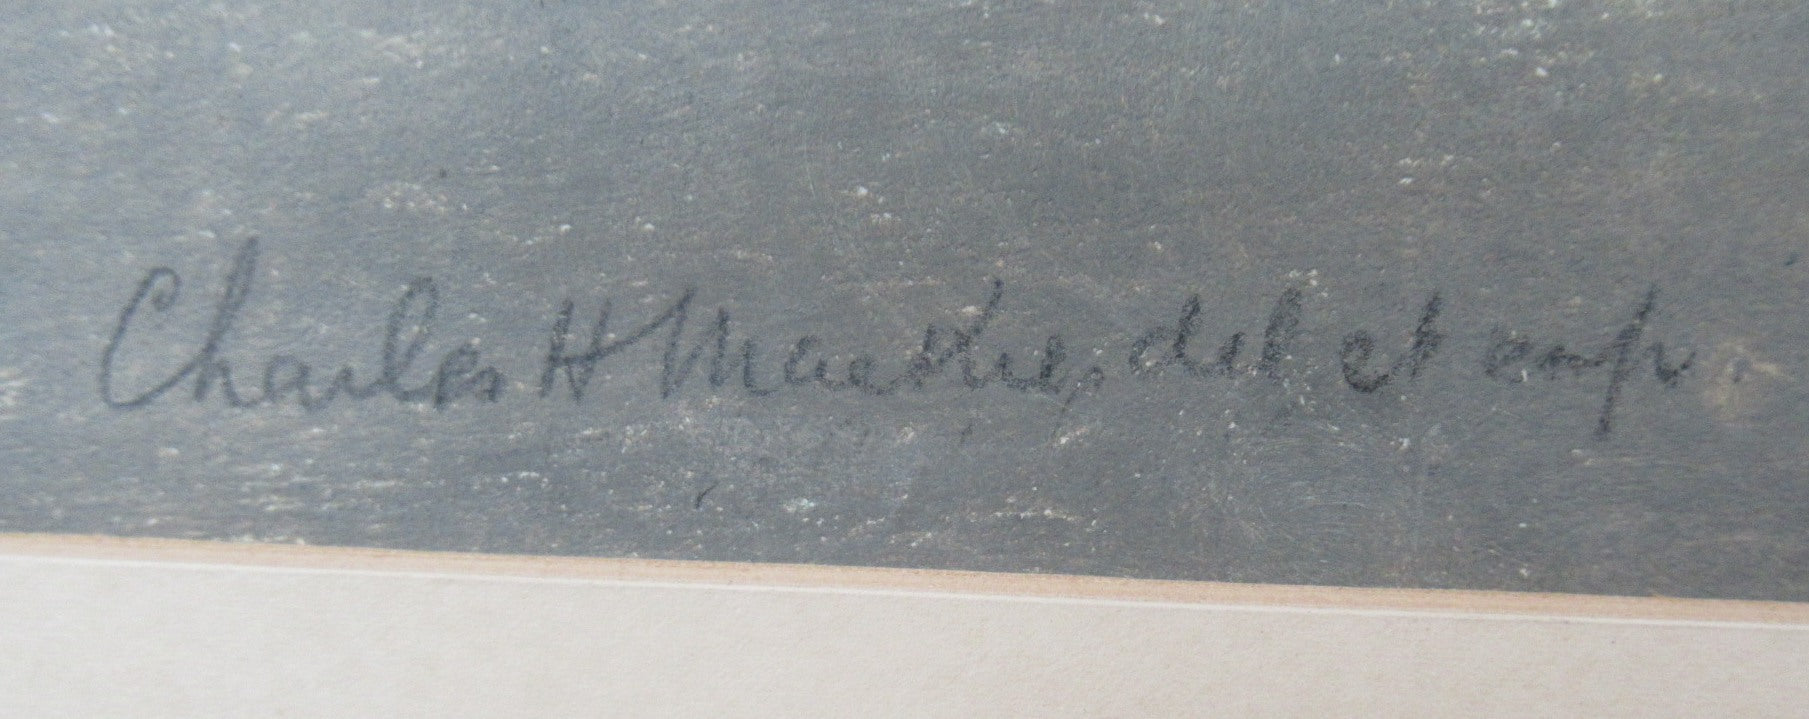 Charles H Mackie, del et imp.